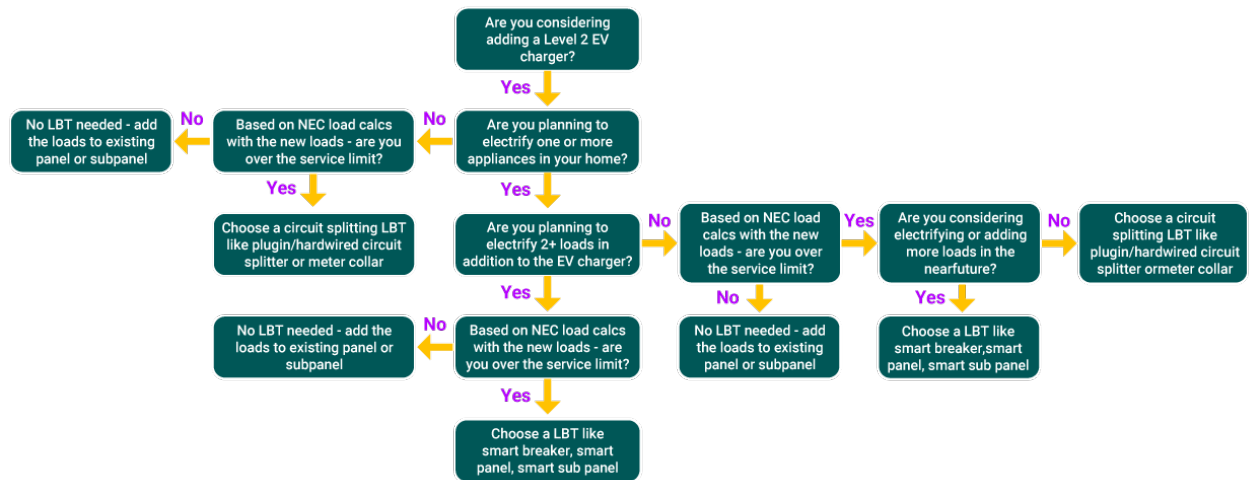 Are you considering
adding a Level 2 EV
charger?
Yes
No LBT needed - add
the loads to existing
panel or subpanel
No
Based on NEC load calcs
with the new loads - are you
over the service limit?
No
Are you planning to
electrify one or more
appliances in your home?
Yes
Yes
Choose a circuit splitting LBT
like plugin/hardwired circuit
splitter or meter collar
Are you planning to
electrify 2+ loads in
addition to the EV charger?
No
Based on NEC load
calcs with the new
loads - are you over
the service limit?
Yes
Are you considering
electrifying or adding
more loads in the
nearfuture?
No
Choose a circuit
splitting LBT like
plugin/hardwired circuit
splitter ormeter collar
Yes
No
Yes
No LBT needed - add the
loads to existing panel or
subpanel
No
Based on NEC load calcs
with the new loads - are
you over the service limit?
No LBT needed - add
the loads to existing
panel or subpanel
Choose a LBT like
smart breaker,smart
panel, smart sub panel
Yes
Choose a LBT like
smart breaker, smart
panel, smart sub panel